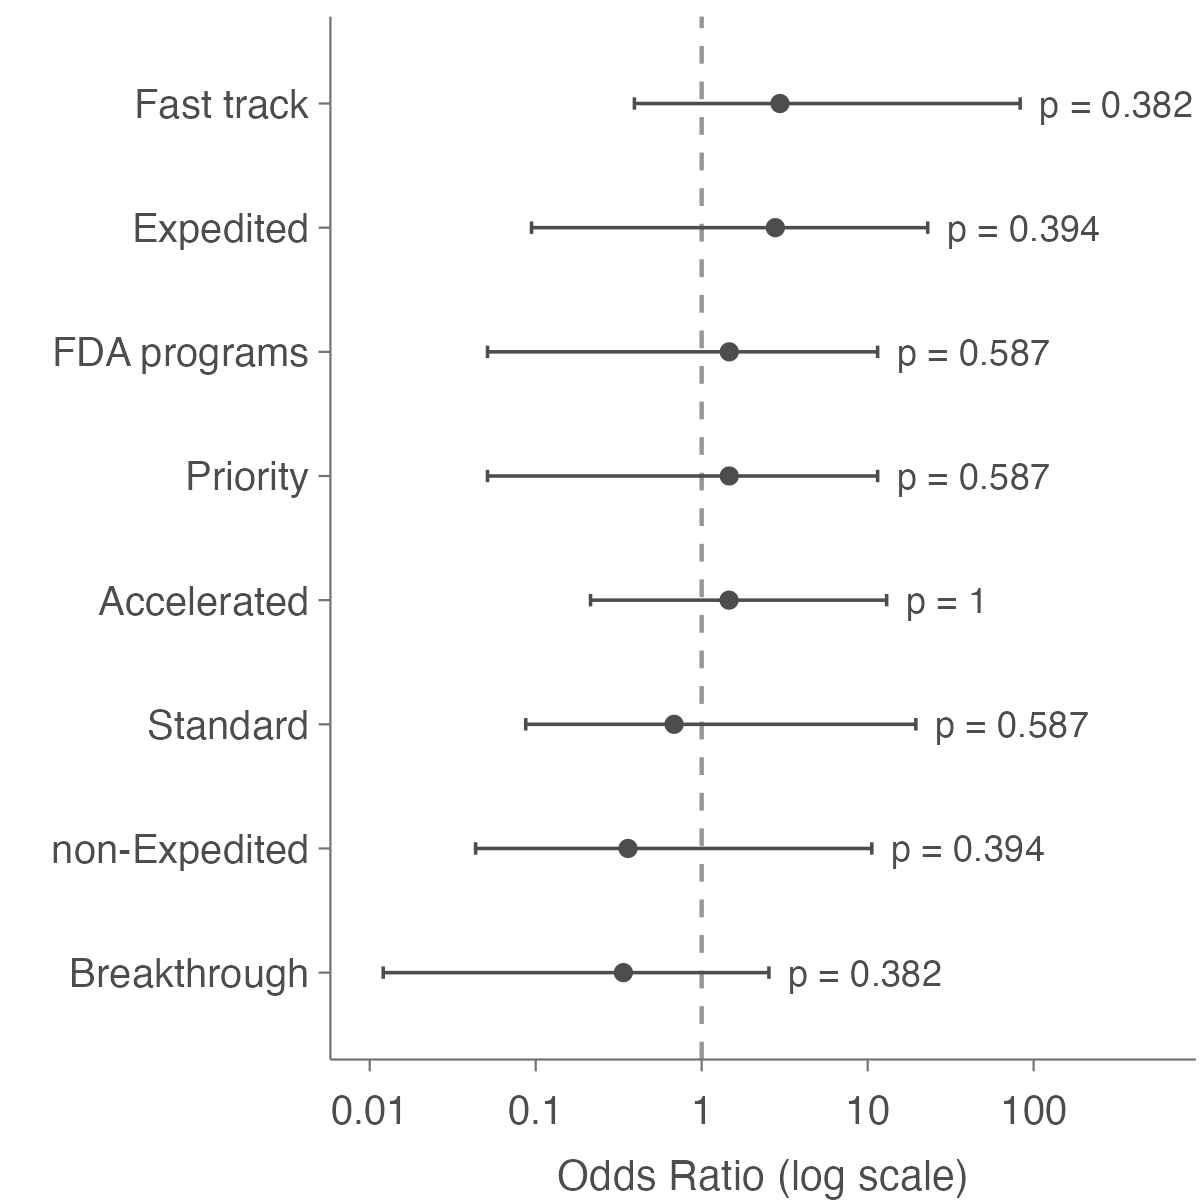 Fast track p = 0.382
Expedited p = 0.394
FDA programs p = 0.587
Priority p = 0.587
Accelerated p = 1
Standard p = 0.587
non-Expedited p = 0.394
Breakthrough p = 0.382
0.01 0.1 1 10 100
Odds Ratio (log scale)